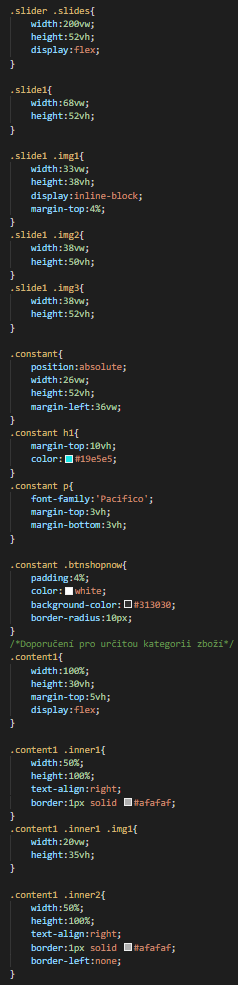 .slider .slides{
width:200vw;
height:52vh;
display:flex;
}
.slide1{
width:68vw;
height:52vh;
}
.slide1 .img1{
width:33vw;
height:38vh;
display:inline-block;
margin-top:4%;
}
.slide1 .img2{
width:38vw;
height:50vh;
}
.slide1 .img3{
width:38vw;
height:52vh;
}
.constant{
position:absolute;
width:26vw;
height:52vh;
margin-left:36vw;
}
.constant h1{
margin-top:10vh;
color:#19e5e5;
}
.constant p{
font-family:'Pacifico';
margin-top:3vh;
margin-bottom:3vh;
}
.constant .btnshopnow{
padding:4%;
color:white;
background-color:#313030;
border-radius:10px;
}
/*Doporučení pro určitou kategorii zboží*/
.content1{
width:100%;
height:30vh;
margin-top:5vh;
display:flex;
}
.content1 .inner1{
width:50%;
height:100%;
text-align:right;
border:1px solid #afafaf;
}
.content1 .inner1 .img1{
width:20vw;
height:35vh;
}
.content1 .inner2{
width:50%;
height:100%;
text-align:right;
border:1px solid #afafaf;
border-left:none;
}